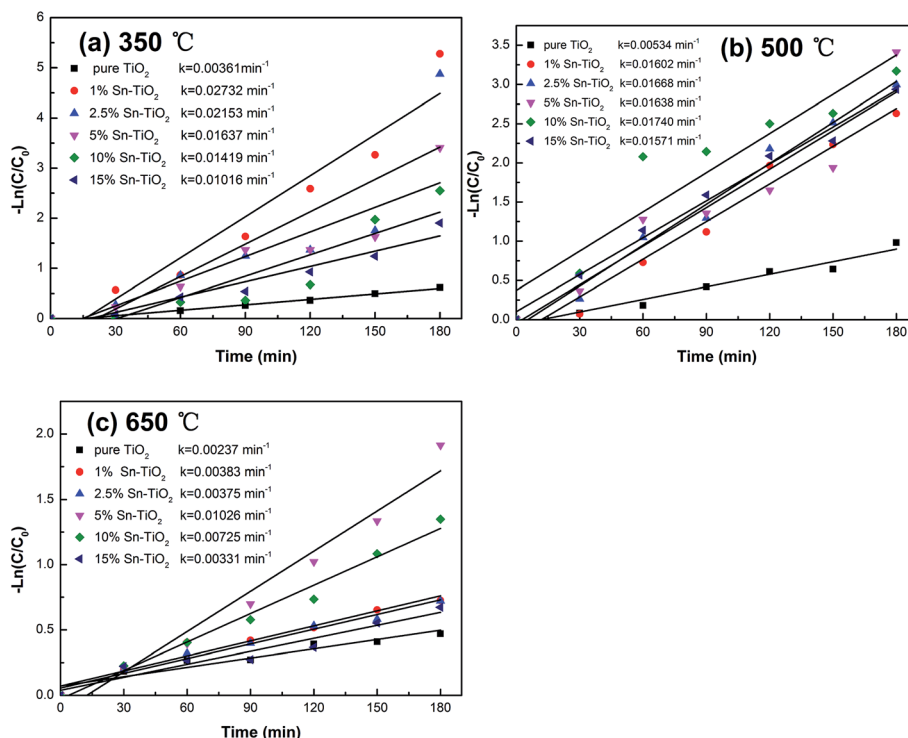 (a) 350 ℃
pure TiO₂ k=0.00361min⁻¹
1% Sn-TiO₂ k=0.02732 min⁻¹
2.5% Sn-TiO₂ k=0.02153 min⁻¹
5% Sn-TiO₂ k=0.01637 min⁻¹
10% Sn-TiO₂ k=0.01419 min⁻¹
15% Sn-TiO₂ k=0.01016 min⁻¹
-Ln(C/C₀)
6
5
4
3
2
1
0
0 30 60 90 120 150 180
Time (min)
(b) 500 ℃
pure TiO₂ k=0.00534 min⁻¹
1% Sn-TiO₂ k=0.01602 min⁻¹
2.5% Sn-TiO₂ k=0.01668 min⁻¹
5% Sn-TiO₂ k=0.01638 min⁻¹
10% Sn-TiO₂ k=0.01740 min⁻¹
15% Sn-TiO₂ k=0.01571 min⁻¹
-Ln(C/C₀)
3.5
3.0
2.5
2.0
1.5
1.0
0.5
0.0
0 30 60 90 120 150 180
Time (min)
(c) 650 ℃
pure TiO₂ k=0.00237 min⁻¹
1% Sn-TiO₂ k=0.00383 min⁻¹
2.5% Sn-TiO₂ k=0.00375 min⁻¹
5% Sn-TiO₂ k=0.01026 min⁻¹
10% Sn-TiO₂ k=0.00725 min⁻¹
15% Sn-TiO₂ k=0.00331 min⁻¹
-Ln(C/C₀)
2.0
1.5
1.0
0.5
0.0
0 30 60 90 120 150 180
Time (min)